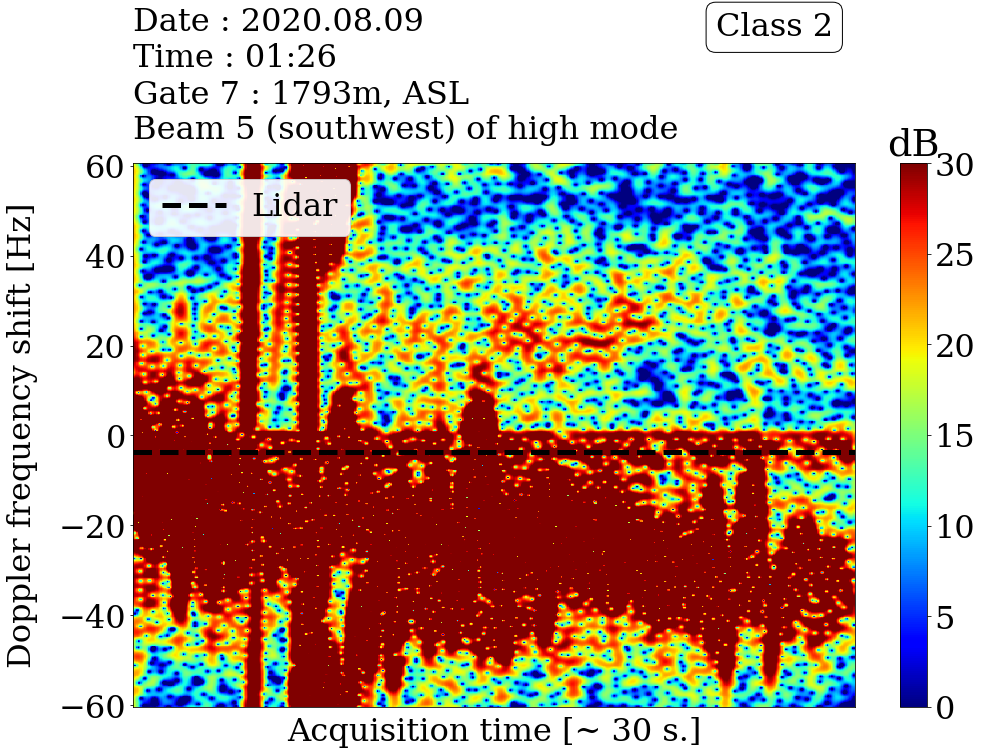 Date : 2020.08.09
Time : 01:26
Gate 7 : 1793m, ASL
Beam 5 (southwest) of high mode
Class 2
dB
Lidar
Doppler frequency shift [Hz]
60
40
20
0
−20
−40
−60
30
25
20
15
10
5
0
Acquisition time [~ 30 s.]